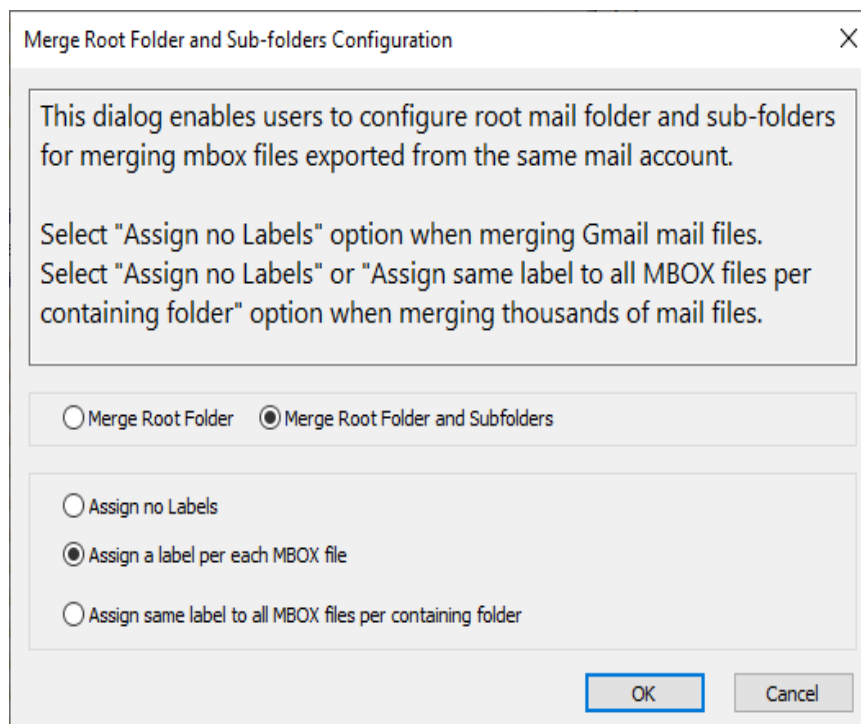 Merge Root Folder and Sub-folders Configuration
This dialog enables users to configure root mail folder and sub-folders
for merging mbox files exported from the same mail account.
Select "Assign no Labels" option when merging Gmail mail files.
Select "Assign no Labels" or "Assign same label to all MBOX files per
containing folder" option when merging thousands of mail files.
Merge Root Folder Merge Root Folder and Subfolders
Assign no Labels
Assign a label per each MBOX file
Assign same label to all MBOX files per containing folder
OK Cancel